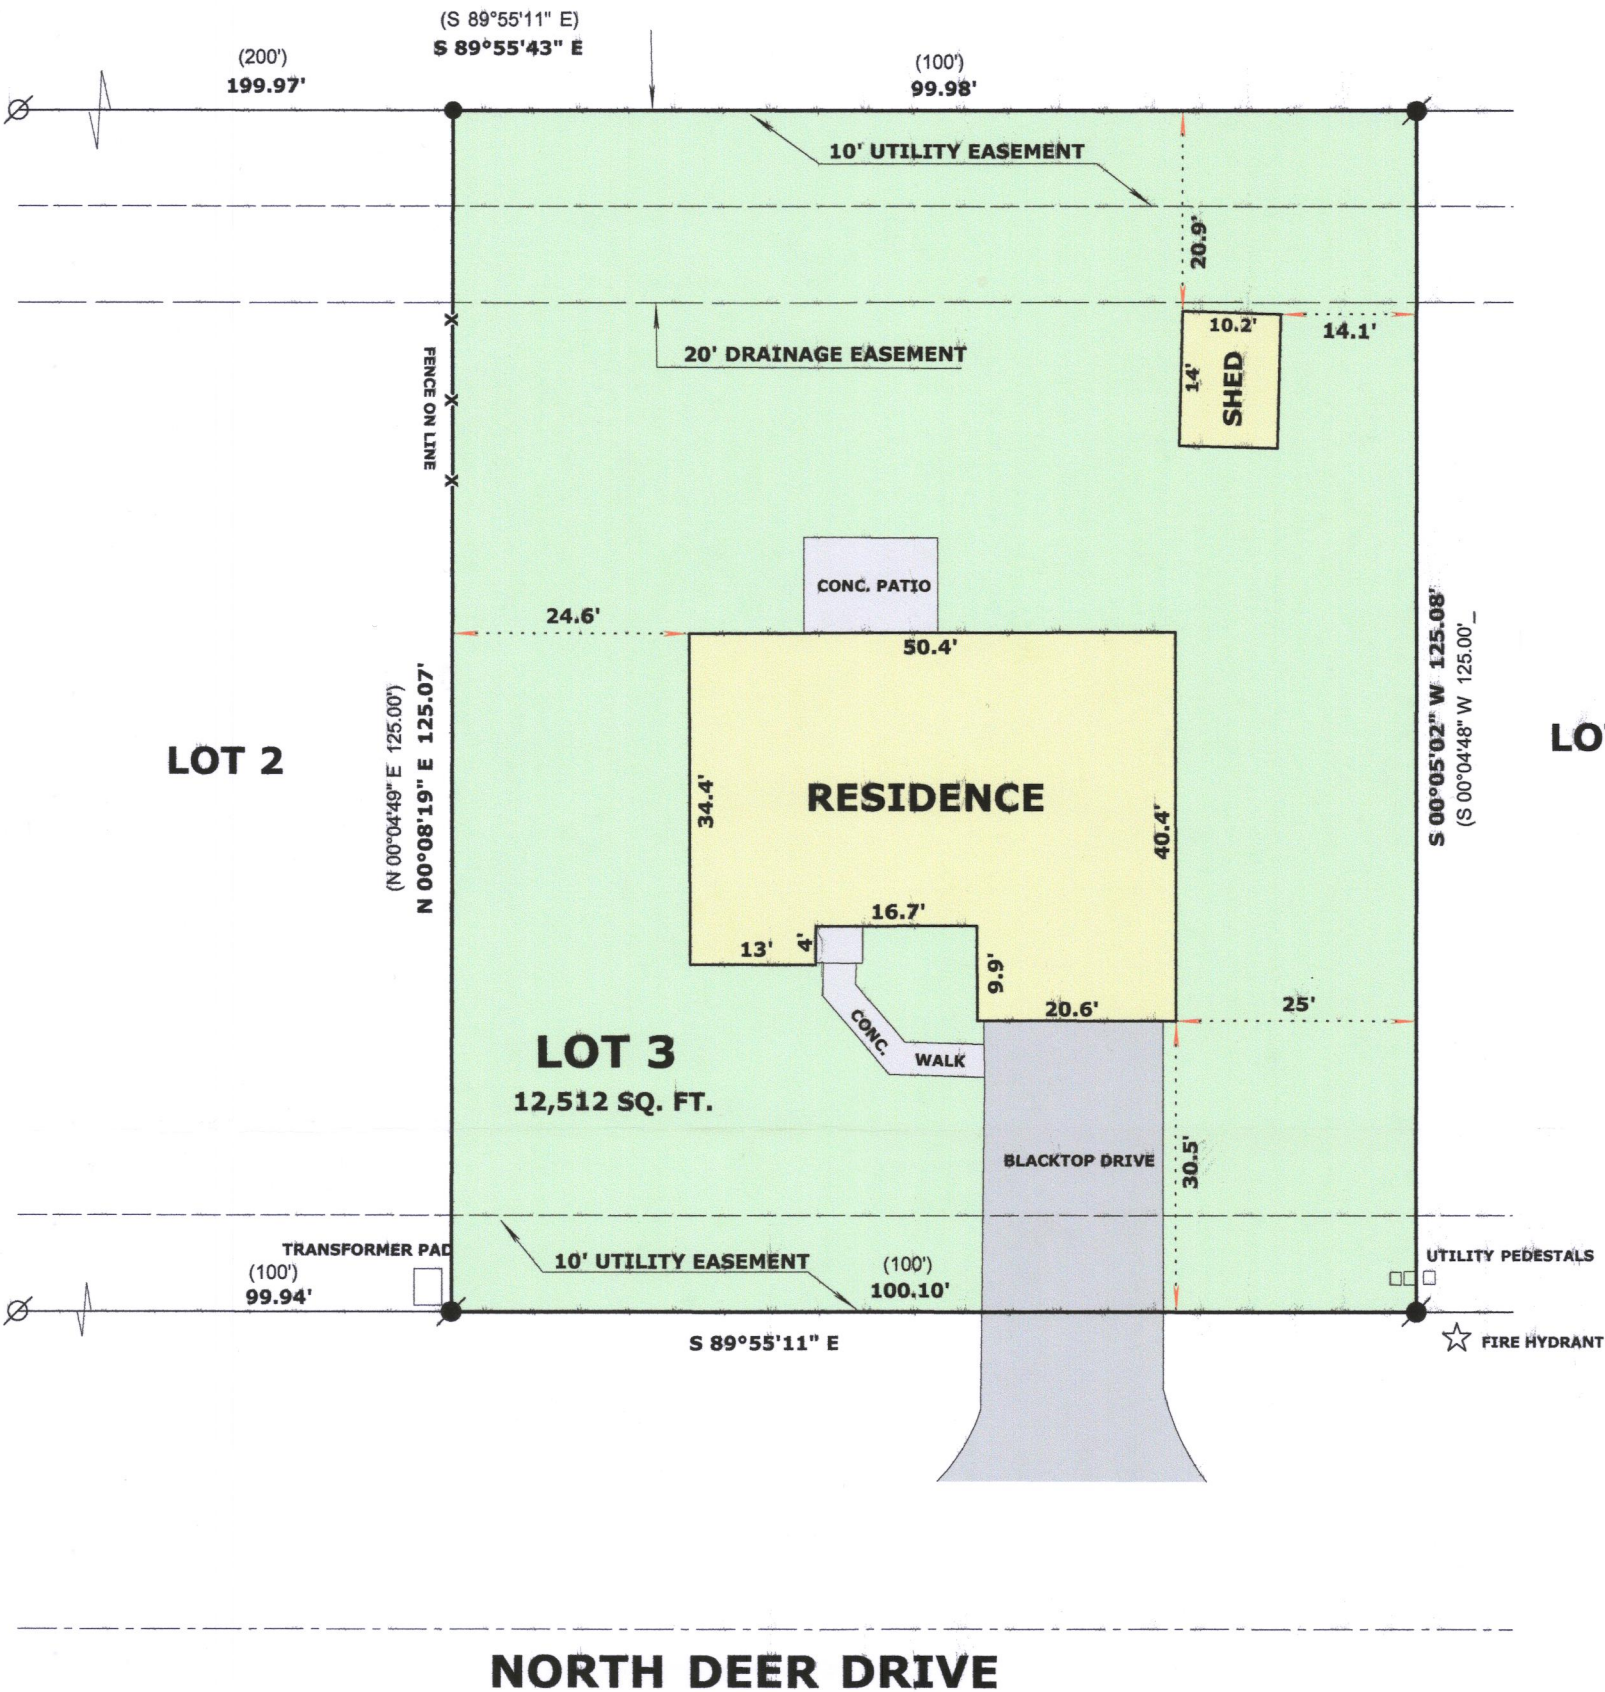 (S 89°55'11" E)
S 89°55'43" E
(200')
199.97'
(100')
99.98'
10' UTILITY EASEMENT
20.9'
20' DRAINAGE EASEMENT
10.2'
14'
SHED
14.1'
FENCE ON LINE
CONC. PATIO
24.6'
50.4'
LOT 2
(N 00°04'49" E 125.00')
N 00°08'19" E 125.07'
34.4'
RESIDENCE
40.4'
S 00°05'02" W 125.08'
(S 00°04'48" W 125.00'
LO
16.7'
13'
4'
9.9'
20.6'
25'
CONC.
WALK
LOT 3
12,512 SQ. FT.
BLACKTOP DRIVE
30.5'
TRANSFORMER PAD
(100')
99.94'
10' UTILITY EASEMENT
(100')
100.10'
UTILITY PEDESTALS
S 89°55'11" E
FIRE HYDRANT
NORTH DEER DRIVE